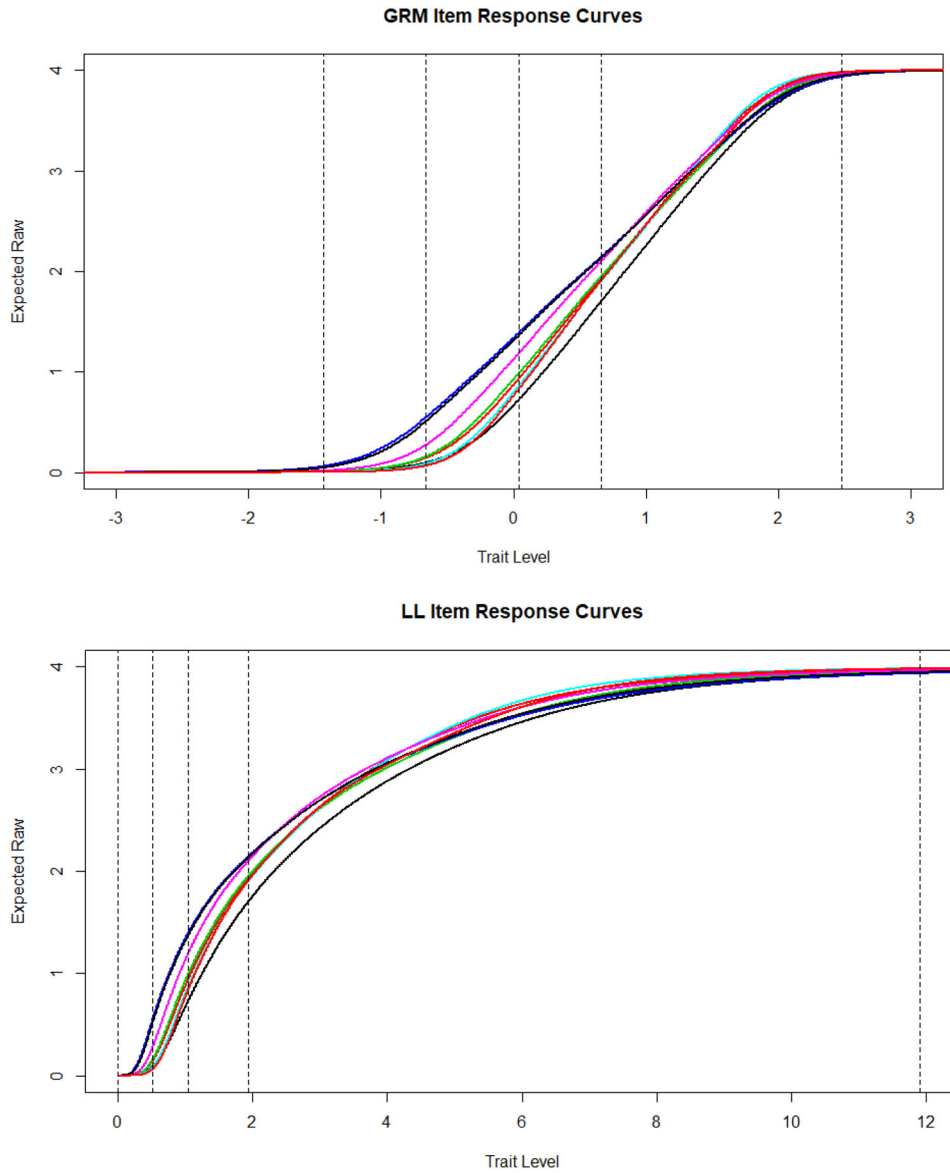 GRM Item Response Curves
4
3
2
1
0
Expected Raw
-3 -2 -1 0 1 2 3
Trait Level
LL Item Response Curves
4
3
2
1
0
Expected Raw
0 2 4 6 8 10 12
Trait Level